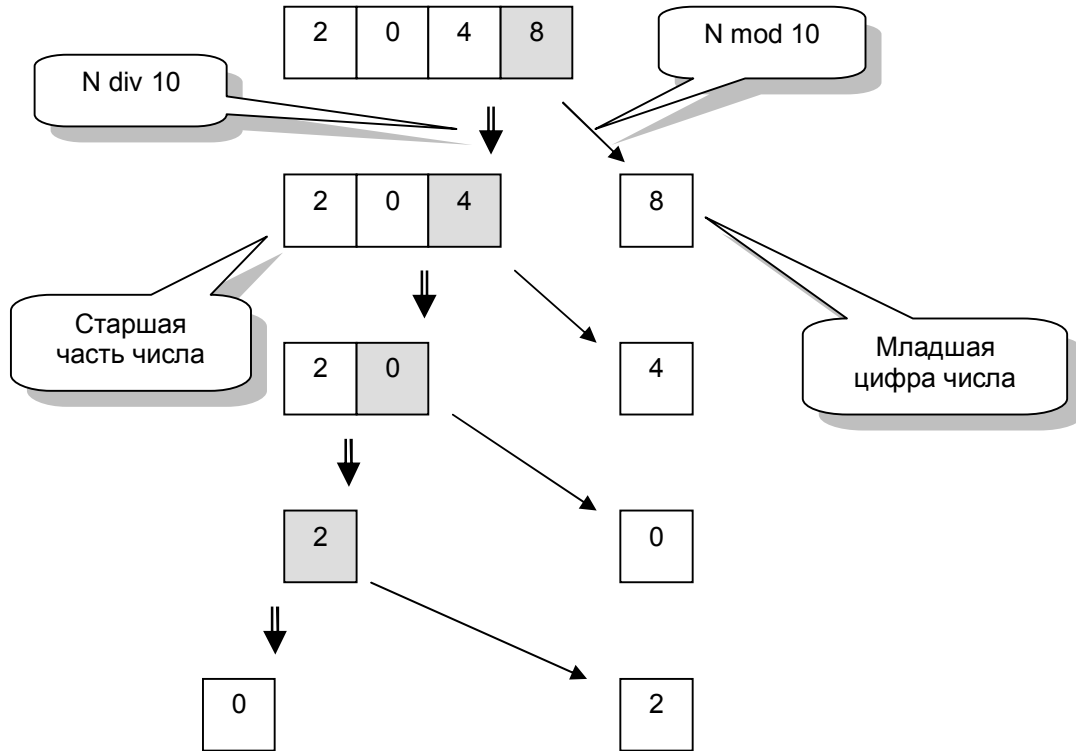 2 0 4 8
N mod 10
N div 10
2 0 4
8
Старшая
часть числа
Младшая
цифра числа
2 0
4
2
0
0
2